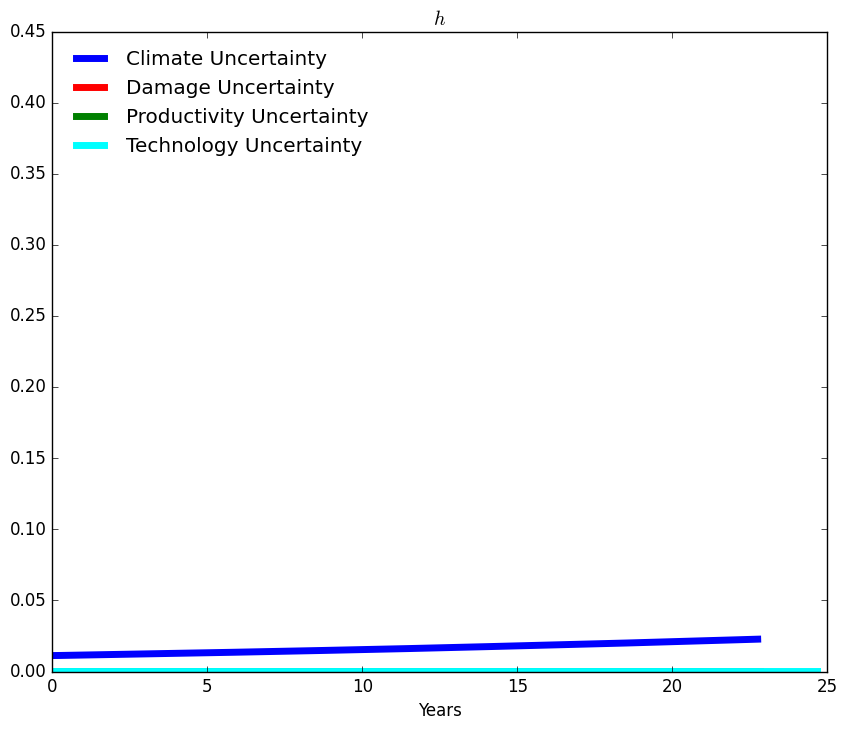 h
0.45
Climate Uncertainty
Damage Uncertainty
Productivity Uncertainty
Technology Uncertainty
0.40
0.35
0.30
0.25
0.20
0.15
0.10
0.05
0.00
0 5 10 15 20 25
Years